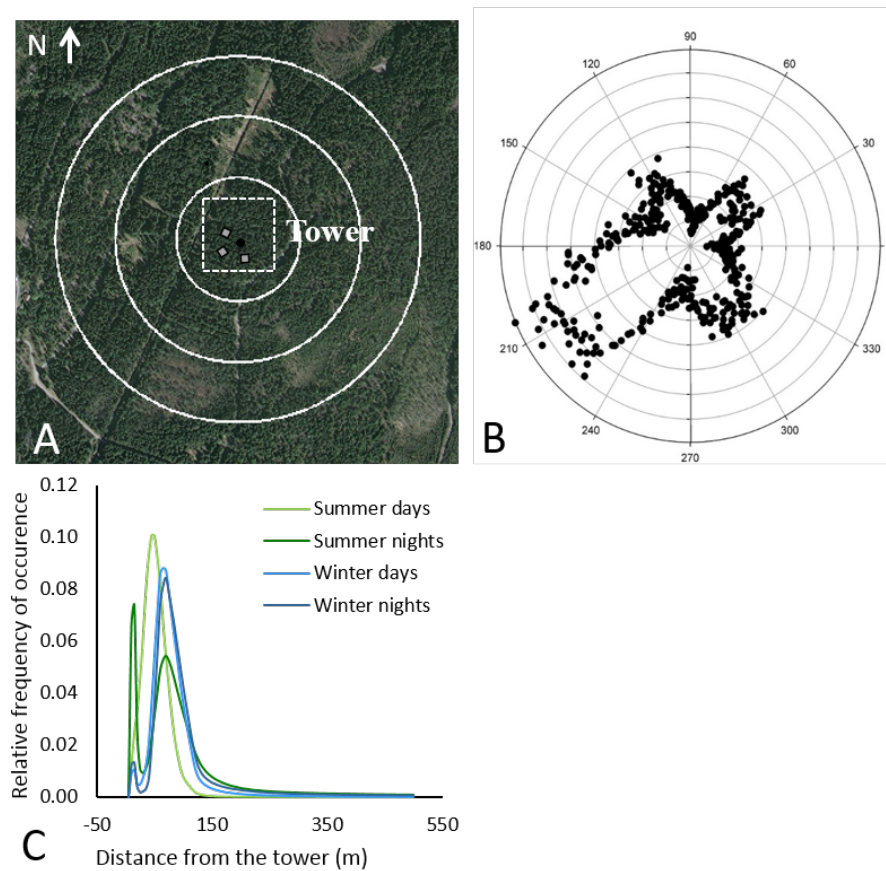 N
Tower
A
90
120
60
150
30
180
210
330
240
300
270
B
Relative frequency of occurence
0.12
0.10
0.08
0.06
0.04
0.02
0.00
Summer days
Summer nights
Winter days
Winter nights
-50
150
350
550
Distance from the tower (m)
C